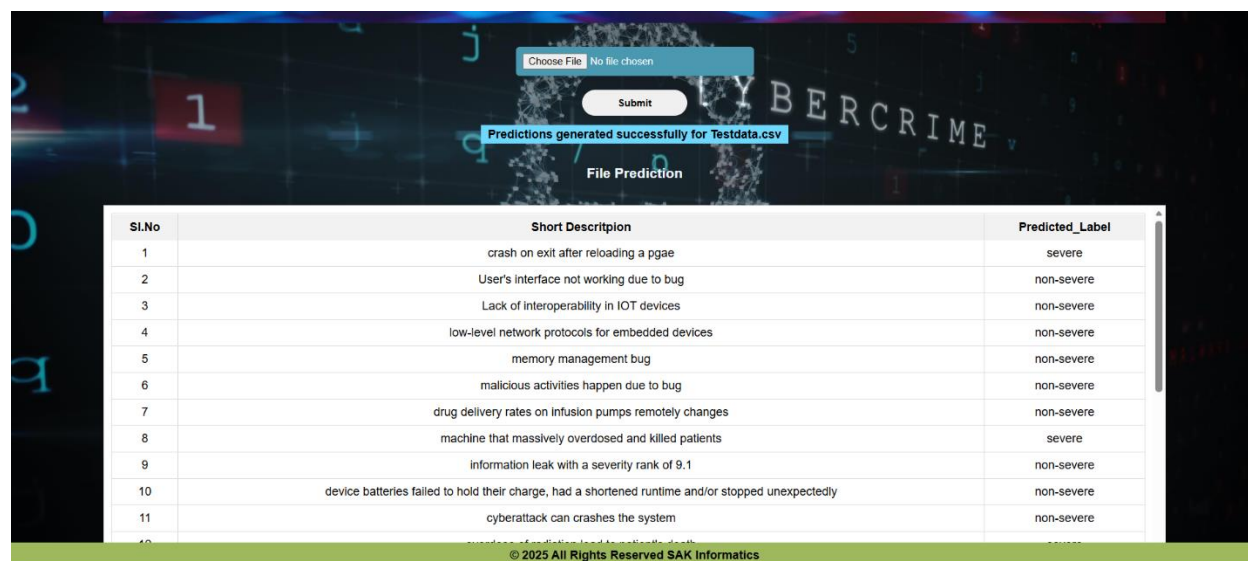 Choose File No file chosen
CYBERCRIME
Submit
Predictions generated successfully for Testdata.csv
File Prediction
Sl.No Short Descritpion Predicted_Label
1 crash on exit after reloading a pgae severe
2 User's interface not working due to bug non-severe
3 Lack of interoperability in IOT devices non-severe
4 low-level network protocols for embedded devices non-severe
5 memory management bug non-severe
6 malicious activities happen due to bug non-severe
7 drug delivery rates on infusion pumps remotely changes non-severe
8 machine that massively overdosed and killed patients severe
9 information leak with a severity rank of 9.1 non-severe
10 device batteries failed to hold their charge, had a shortened runtime and/or stopped unexpectedly non-severe
11 cyberattack can crashes the system non-severe
© 2025 All Rights Reserved SAK Informatics